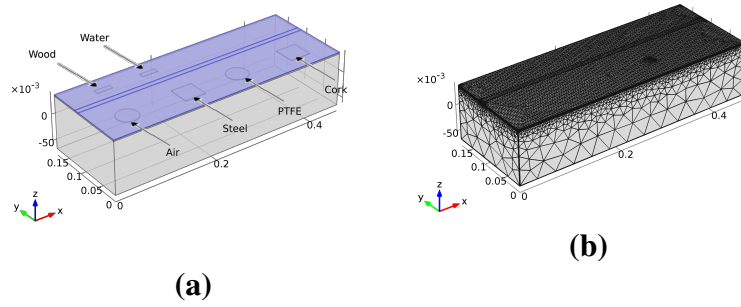 Water
Wood
×10⁻³
0
-50
0.15
0.1
0.05
0
0
0.2
0.4
Cork
PTFE
Steel
Air
z
y
x
(a)
×10⁻³
0
-50
0.15
0.1
0.05
0
0
0.2
0.4
z
y
x
(b)